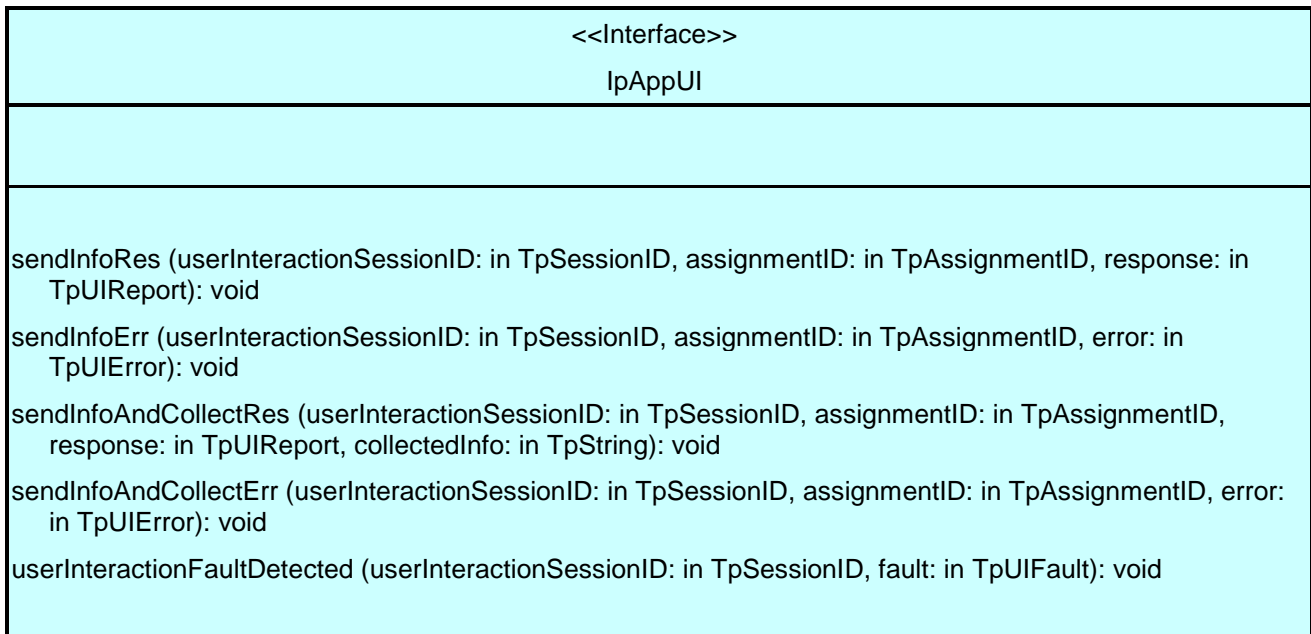 <<Interface>>
IpAppUI
sendInfoRes (userInteractionSessionID: in TpSessionID, assignmentID: in TpAssignmentID, response: in
TpUIReport): void
sendInfoErr (userInteractionSessionID: in TpSessionID, assignmentID: in TpAssignmentID, error: in
TpUIError): void
sendInfoAndCollectRes (userInteractionSessionID: in TpSessionID, assignmentID: in TpAssignmentID,
response: in TpUIReport, collectedInfo: in TpString): void
sendInfoAndCollectErr (userInteractionSessionID: in TpSessionID, assignmentID: in TpAssignmentID, error:
in TpUIError): void
userInteractionFaultDetected (userInteractionSessionID: in TpSessionID, fault: in TpUIFault): void